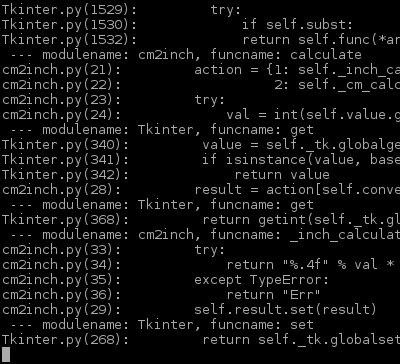 Tkinter.py(1529):         try:
Tkinter.py(1530):             if self.subst:
Tkinter.py(1532):             return self.func(*ar
 --- modulename: cm2inch, funcname: calculate
cm2inch.py(21):         action = {1: self._inch_ca
cm2inch.py(22):                   2: self._cm_calc
cm2inch.py(23):         try:
cm2inch.py(24):             val = int(self.value.g
 --- modulename: Tkinter, funcname: get
Tkinter.py(340):         value = self._tk.globalge
Tkinter.py(341):         if isinstance(value, base
Tkinter.py(342):             return value
cm2inch.py(28):         result = action[self.conve
 --- modulename: Tkinter, funcname: get
Tkinter.py(368):         return getint(self._tk.gl
 --- modulename: cm2inch, funcname: _inch_calculat
cm2inch.py(33):         try:
cm2inch.py(34):             return "%.4f" % val *
cm2inch.py(35):         except TypeError:
cm2inch.py(36):             return "Err"
cm2inch.py(29):         self.result.set(result)
 --- modulename: Tkinter, funcname: set
Tkinter.py(268):         return self._tk.globalset